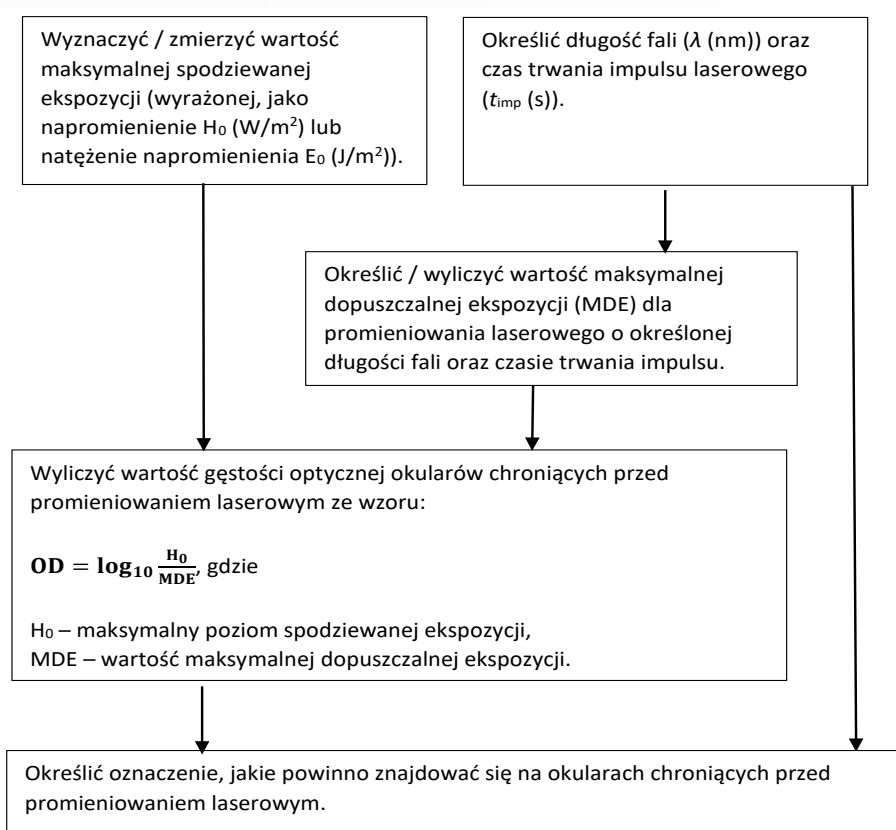 Wyznaczyć / zmierzyć wartość
maksymalnej spodziewanej
ekspozycji (wyrażonej, jako
napromienienie H₀ (W/m²) lub
natężenie napromienienia E₀ (J/m²)).
Określić długość fali (λ (nm)) oraz
czas trwania impulsu laserowego
(t_imp (s)).
Określić / wyliczyć wartość maksymalnej
dopuszczalnej ekspozycji (MDE) dla
promieniowania laserowego o określonej
długości fali oraz czasie trwania impulsu.
Wyliczyć wartość gęstości optycznej okularów chroniących przed
promieniowaniem laserowym ze wzoru:
OD = log₁₀ H₀/MDE, gdzie
H₀ – maksymalny poziom spodziewanej ekspozycji,
MDE – wartość maksymalnej dopuszczalnej ekspozycji.
Określić oznaczenie, jakie powinno znajdować się na okularach chroniących przed
promieniowaniem laserowym.